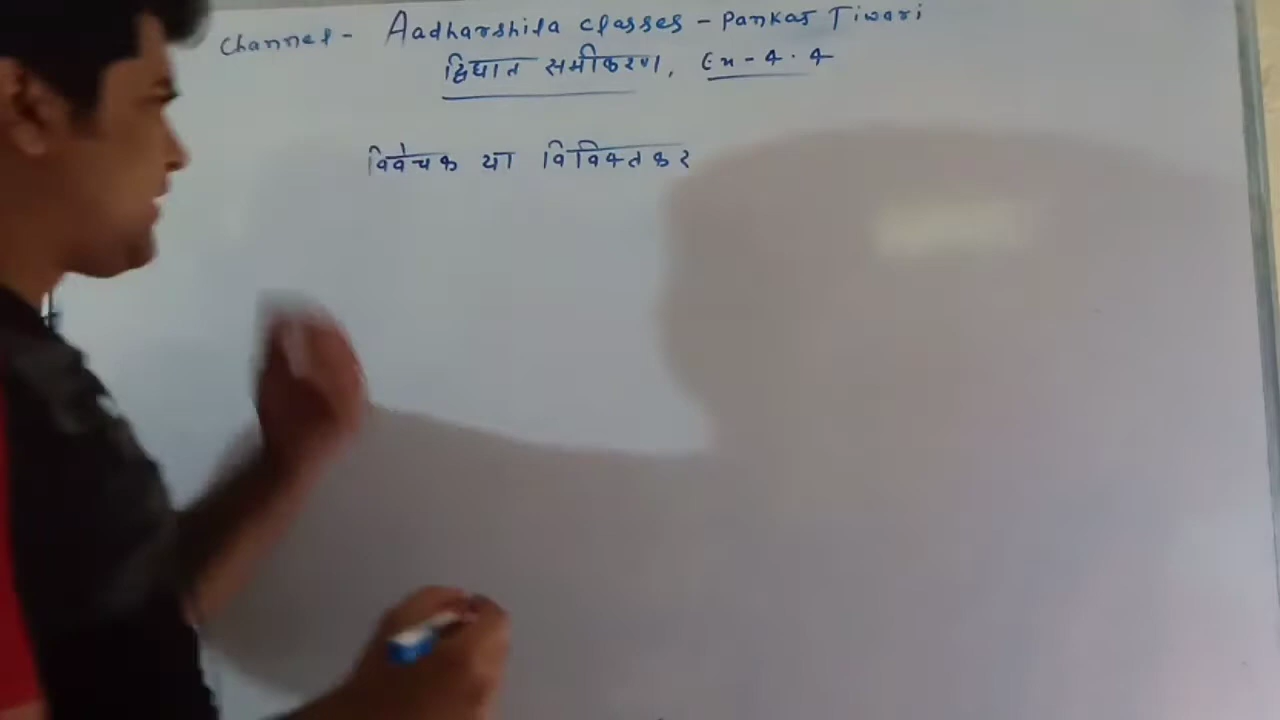 Channel - Aadharshila classes - Pankaj Tiwari
द्विघात समीकरण, Ex - 4.4
विवेचक या विविक्तकर